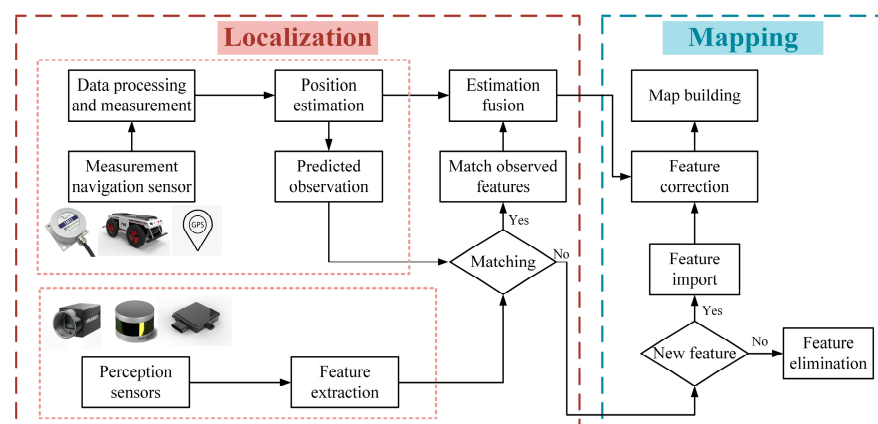 Localization
Mapping
Data processing
and measurement
Position
estimation
Estimation
fusion
Map building
Measurement
navigation sensor
Predicted
observation
Match observed
features
Feature
correction
GPS
Yes
Matching
No
Feature
import
Yes
New feature
No
Feature
elimination
Perception
sensors
Feature
extraction